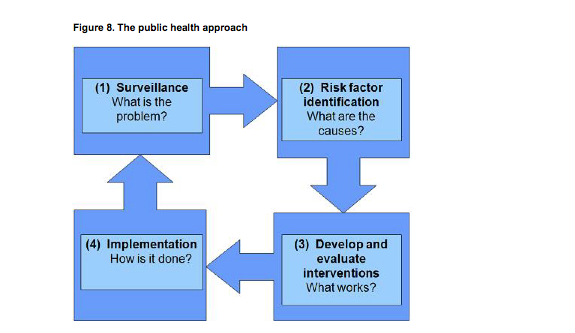 Figure 8. The public health approach
(1) Surveillance
What is the
problem?
(2) Risk factor
identification
What are the
causes?
(3) Develop and
evaluate
interventions
What works?
(4) Implementation
How is it done?